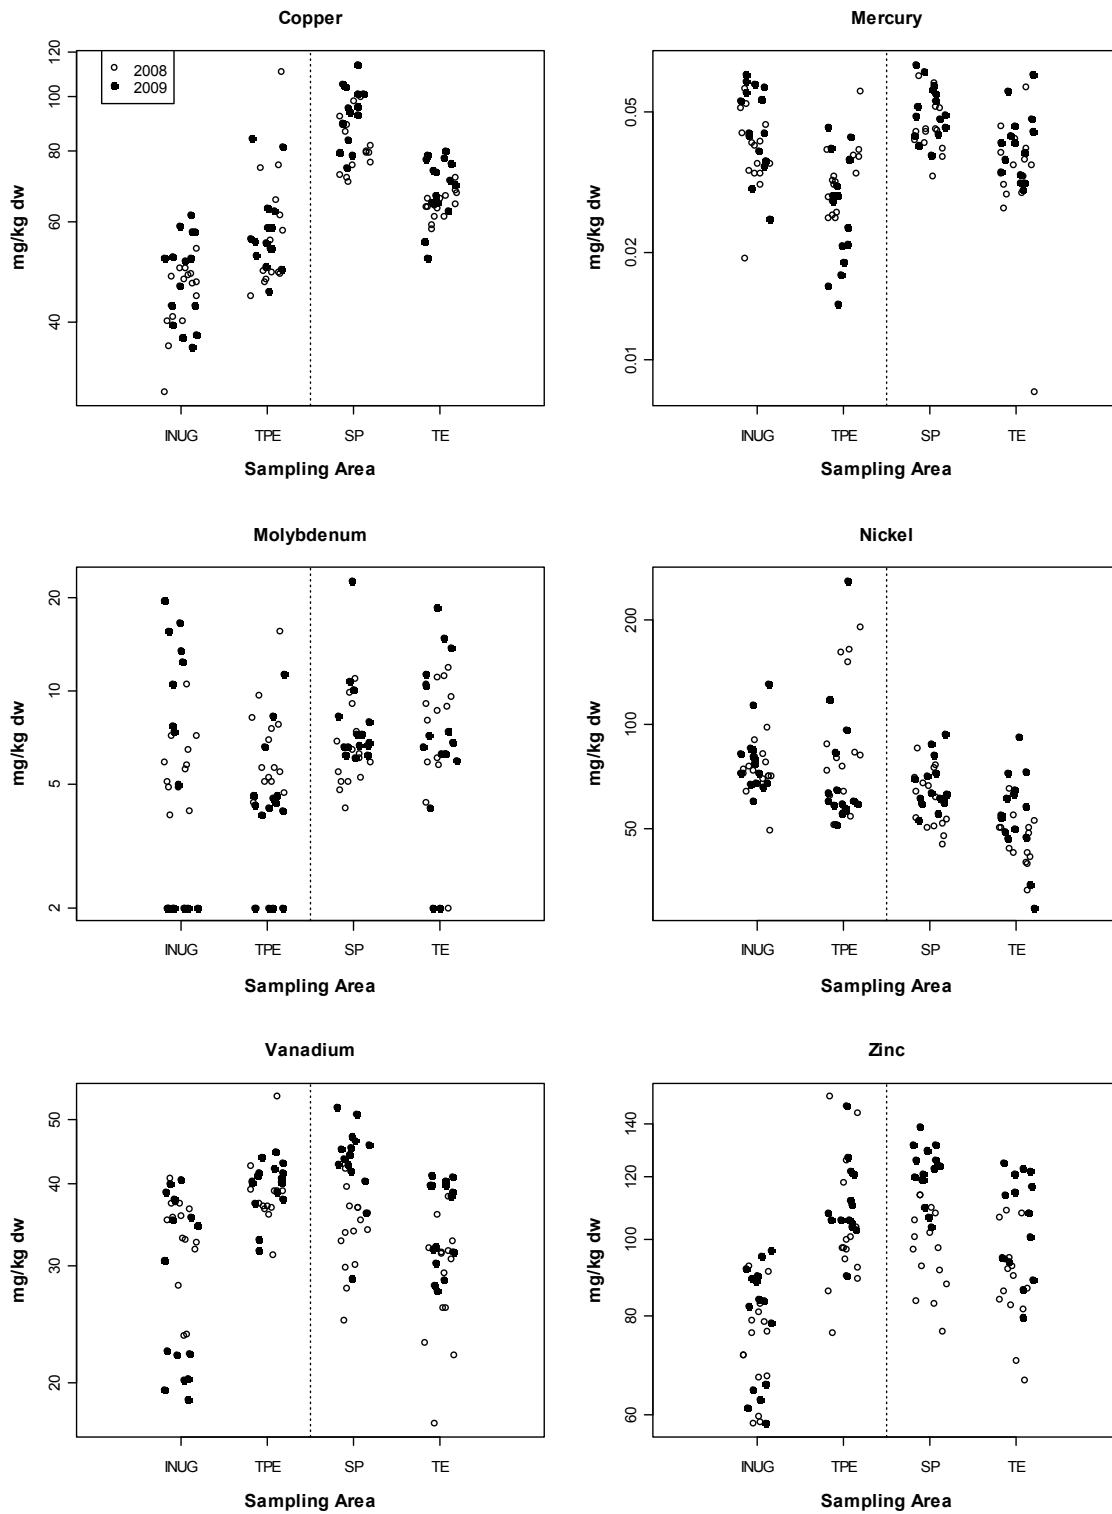 Copper
mg/kg dw
120
100
80
60
40
2008
2009
INUG TPE SP TE
Sampling Area
Mercury
mg/kg dw
0.05
0.02
0.01
INUG TPE SP TE
Sampling Area
Molybdenum
mg/kg dw
20
10
5
2
INUG TPE SP TE
Sampling Area
Nickel
mg/kg dw
200
100
50
INUG TPE SP TE
Sampling Area
Vanadium
mg/kg dw
50
40
30
20
INUG TPE SP TE
Sampling Area
Zinc
mg/kg dw
140
120
100
80
60
INUG TPE SP TE
Sampling Area